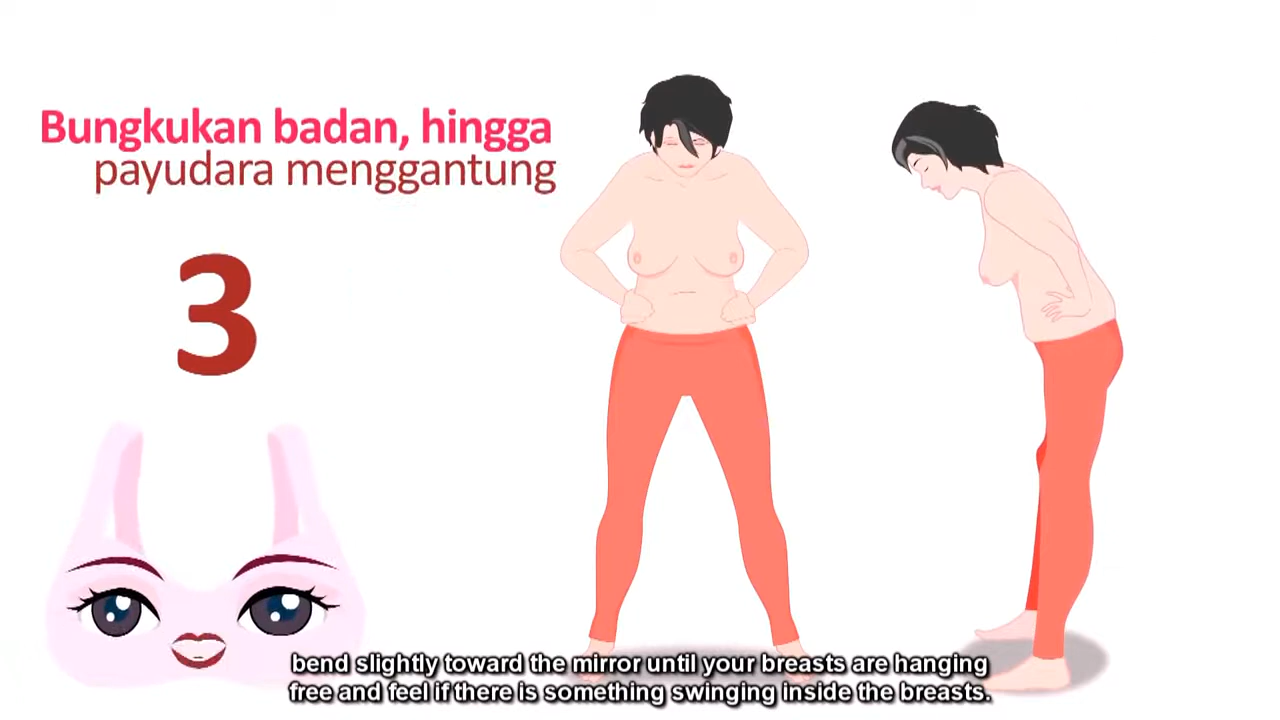 Bungkukan badan, hingga
payudara menggantung
3
bend slightly toward the mirror until your breasts are hanging
free and feel if there is something swinging inside the breasts.